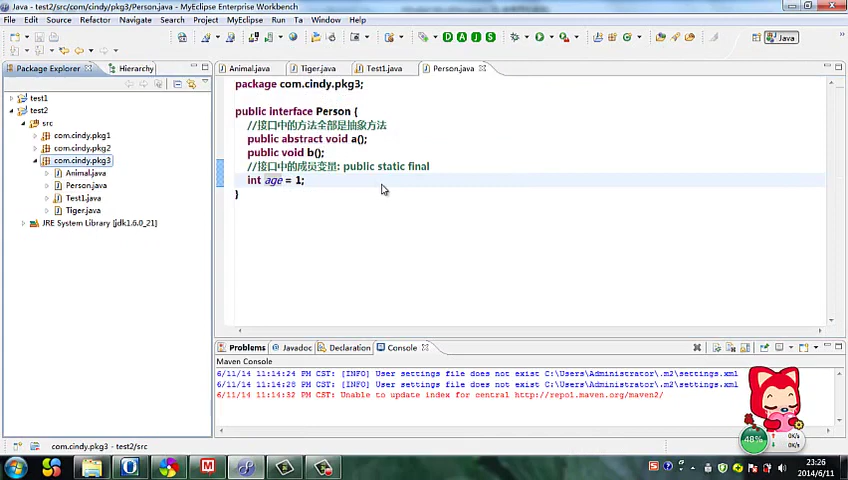 Java - test2/src/com/cindy/pkg3/Person.java - MyEclipse Enterprise Workbench
File Edit Source Refactor Navigate Search Project MyEclipse Run Window Help
Java
Package Explorer Hierarchy
test1
test2
src
com.cindy.pkg1
com.cindy.pkg2
com.cindy.pkg3
Animal.java
Person.java
Test1.java
Tiger.java
JRE System Library [jdk1.6.0_21]
Animal.java Tiger.java Test1.java Person.java
package com.cindy.pkg3;
public interface Person {
//接口中的方法全部是抽象方法
public abstract void a();
public void b();
//接口中的成员变量: public static final
int age = 1;
}
Problems Javadoc Declaration Console
Maven Console
6/11/14 11:14:24 PM CST: [INFO] User settings file does not exist C:\Users\Administrator\.m2\settings.xml
6/11/14 11:14:28 PM CST: [INFO] User settings file does not exist C:\Users\Administrator\.m2\settings.xml
6/11/14 11:14:32 PM CST: Unable to update index for central http://repo1.maven.org/maven2/
48%
0K/S
0K/S
com.cindy.pkg3 - test2/src
23:26
2014/6/11